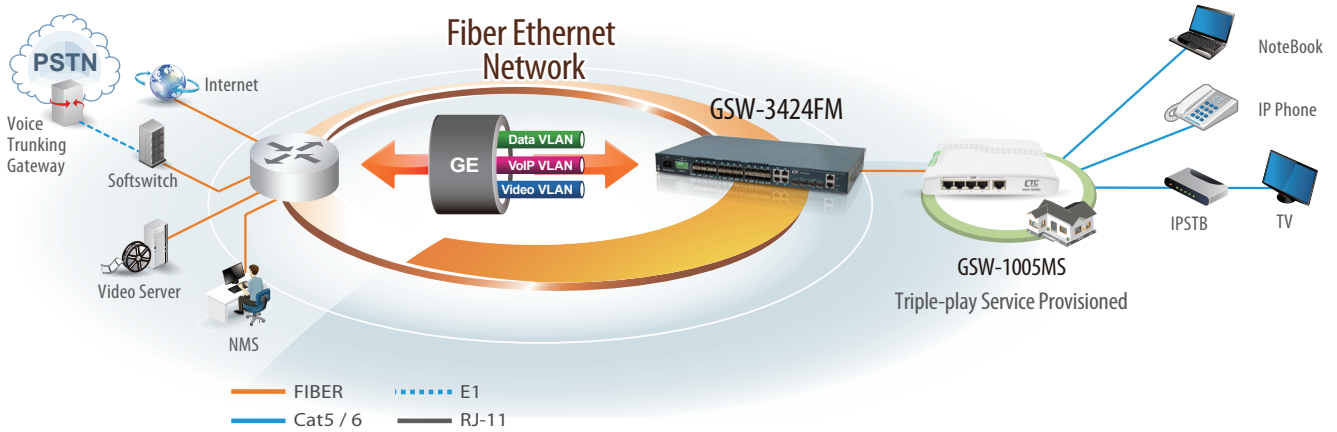 Fiber Ethernet
Network
PSTN
Internet
Voice
Trunking
Gateway
Softswitch
Video Server
NMS
GE
Data VLAN
VoIP VLAN
Video VLAN
GSW-3424FM
CTC
GSW-1005MS
Triple-play Service Provisioned
NoteBook
IP Phone
IPSTB
TV
FIBER
E1
Cat5 / 6
RJ-11